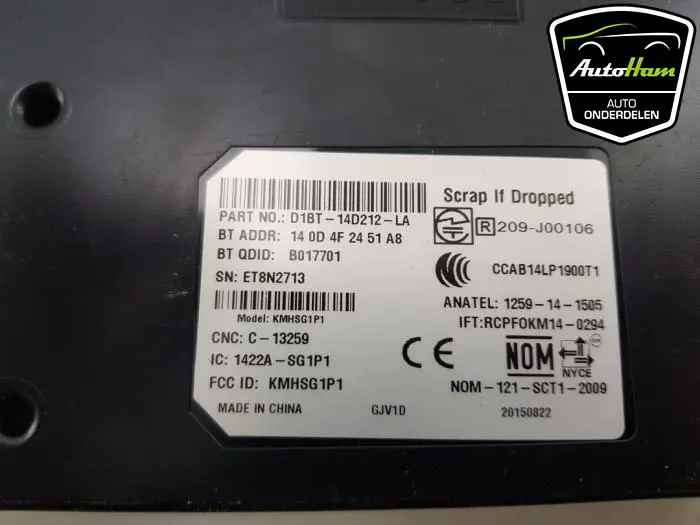 AutoHam
AUTO
ONDERDELEN
Scrap If Dropped
PART NO.: D1BT-14D212-LA
BT ADDR: 14 0D 4F 24 51 A8
R 209-J00106
BT QDID: B017701
CCAB14LP1900T1
SN: ET8N2713
ANATEL: 1259-14-1505
Model: KMHSG1P1
IFT:RCPFOKM14-0294
CNC: C-13259
IC: 1422A-SG1P1
CE
NOM
NYCE
FCC ID: KMHSG1P1
NOM-121-SCT1-2009
MADE IN CHINA
GJV1D
20150822